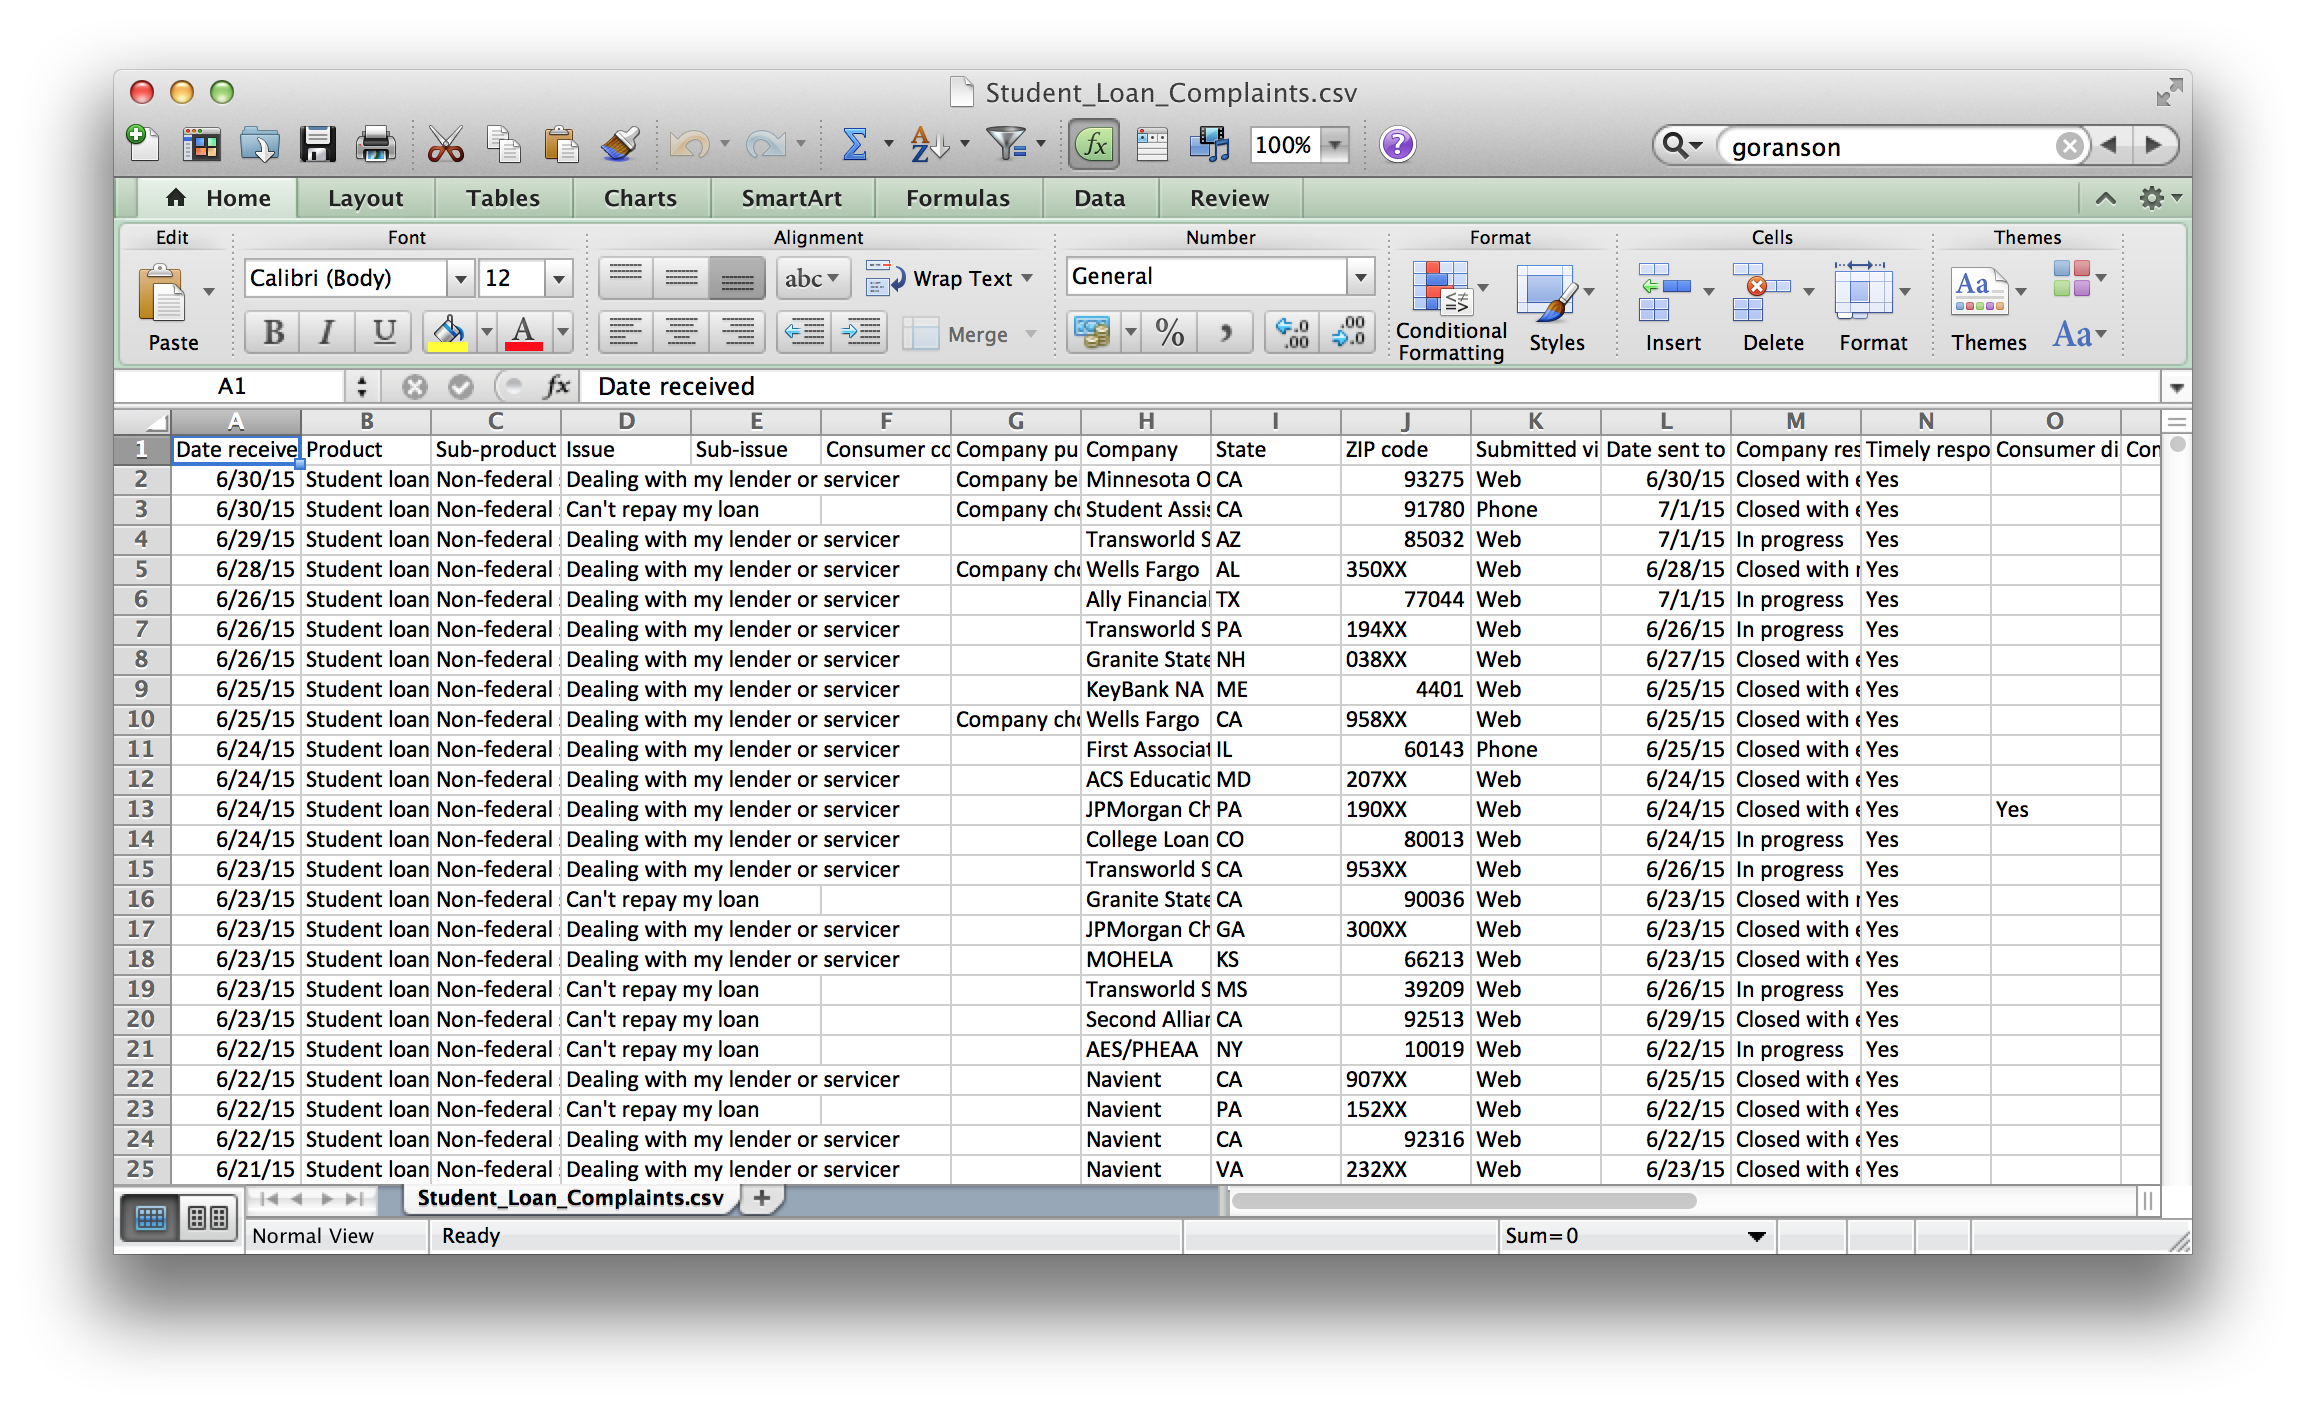 Student_Loan_Complaints.csv
100% goranson
Home Layout Tables Charts SmartArt Formulas Data Review
Edit Font Alignment Number Format Cells Themes
Calibri (Body) 12 abc Wrap Text General
Paste B I U A Merge % Conditional Formatting Styles Insert Delete Format Themes Aa
A1 fx Date received
A B C D E F G H I J K L M N O
1 Date receive Product Sub-product Issue Sub-issue Consumer co Company pu Company State ZIP code Submitted vi Date sent to Company res Timely respo Consumer di Con
2 6/30/15 Student loan Non-federal Dealing with my lender or servicer Company be Minnesota O CA 93275 Web 6/30/15 Closed with e Yes
3 6/30/15 Student loan Non-federal Can't repay my loan Company cho Student Assis CA 91780 Phone 7/1/15 Closed with e Yes
4 6/29/15 Student loan Non-federal Dealing with my lender or servicer Transworld S AZ 85032 Web 7/1/15 In progress Yes
5 6/28/15 Student loan Non-federal Dealing with my lender or servicer Company cho Wells Fargo AL 350XX Web 6/28/15 Closed with r Yes
6 6/26/15 Student loan Non-federal Dealing with my lender or servicer Ally Financial TX 77044 Web 7/1/15 In progress Yes
7 6/26/15 Student loan Non-federal Dealing with my lender or servicer Transworld S PA 194XX Web 6/26/15 In progress Yes
8 6/26/15 Student loan Non-federal Dealing with my lender or servicer Granite State NH 038XX Web 6/27/15 Closed with e Yes
9 6/25/15 Student loan Non-federal Dealing with my lender or servicer KeyBank NA ME 4401 Web 6/25/15 Closed with e Yes
10 6/25/15 Student loan Non-federal Dealing with my lender or servicer Company cho Wells Fargo CA 958XX Web 6/25/15 Closed with e Yes
11 6/24/15 Student loan Non-federal Dealing with my lender or servicer First Associat IL 60143 Phone 6/25/15 Closed with e Yes
12 6/24/15 Student loan Non-federal Dealing with my lender or servicer ACS Educatio MD 207XX Web 6/24/15 Closed with e Yes
13 6/24/15 Student loan Non-federal Dealing with my lender or servicer JPMorgan Ch PA 190XX Web 6/24/15 Closed with e Yes Yes
14 6/24/15 Student loan Non-federal Dealing with my lender or servicer College Loan CO 80013 Web 6/24/15 In progress Yes
15 6/23/15 Student loan Non-federal Dealing with my lender or servicer Transworld S CA 953XX Web 6/26/15 In progress Yes
16 6/23/15 Student loan Non-federal Can't repay my loan Granite State CA 90036 Web 6/23/15 Closed with r Yes
17 6/23/15 Student loan Non-federal Dealing with my lender or servicer JPMorgan Ch GA 300XX Web 6/23/15 Closed with e Yes
18 6/23/15 Student loan Non-federal Dealing with my lender or servicer MOHELA KS 66213 Web 6/23/15 Closed with e Yes
19 6/23/15 Student loan Non-federal Can't repay my loan Transworld S MS 39209 Web 6/26/15 In progress Yes
20 6/23/15 Student loan Non-federal Can't repay my loan Second Allian CA 92513 Web 6/29/15 Closed with e Yes
21 6/22/15 Student loan Non-federal Can't repay my loan AES/PHEAA NY 10019 Web 6/22/15 In progress Yes
22 6/22/15 Student loan Non-federal Dealing with my lender or servicer Navient CA 907XX Web 6/25/15 Closed with e Yes
23 6/22/15 Student loan Non-federal Can't repay my loan Navient PA 152XX Web 6/22/15 Closed with e Yes
24 6/22/15 Student loan Non-federal Dealing with my lender or servicer Navient CA 92316 Web 6/22/15 Closed with e Yes
25 6/21/15 Student loan Non-federal Dealing with my lender or servicer Navient VA 232XX Web 6/23/15 Closed with e Yes
Student_Loan_Complaints.csv
Normal View Ready Sum=0